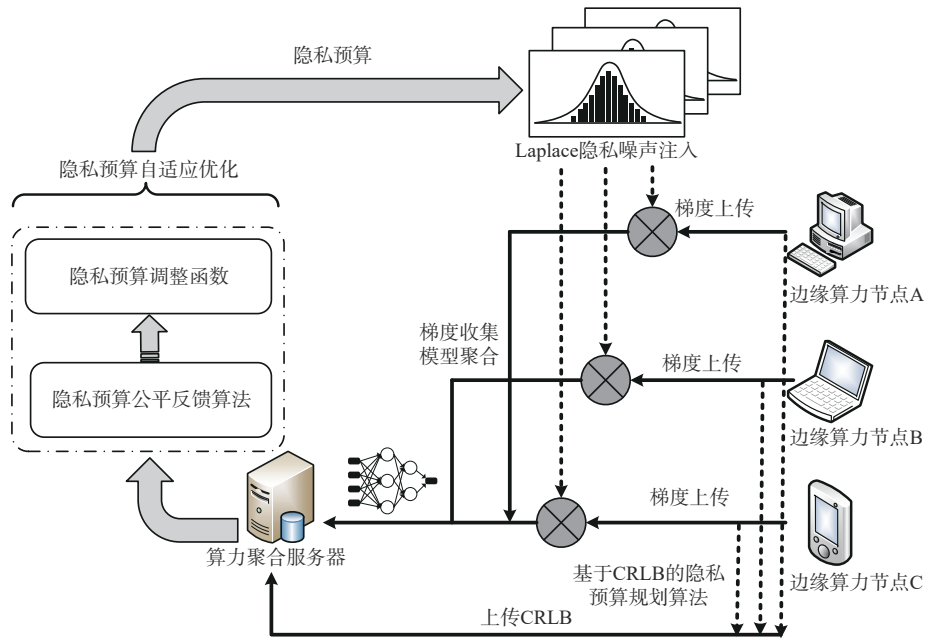 隐私预算
Laplace隐私噪声注入
隐私预算自适应优化
梯度上传
隐私预算调整函数
边缘算力节点A
梯度收集
模型聚合
梯度上传
隐私预算公平反馈算法
边缘算力节点B
梯度上传
算力聚合服务器
基于CRLB的隐私
预算规划算法
边缘算力节点C
上传CRLB